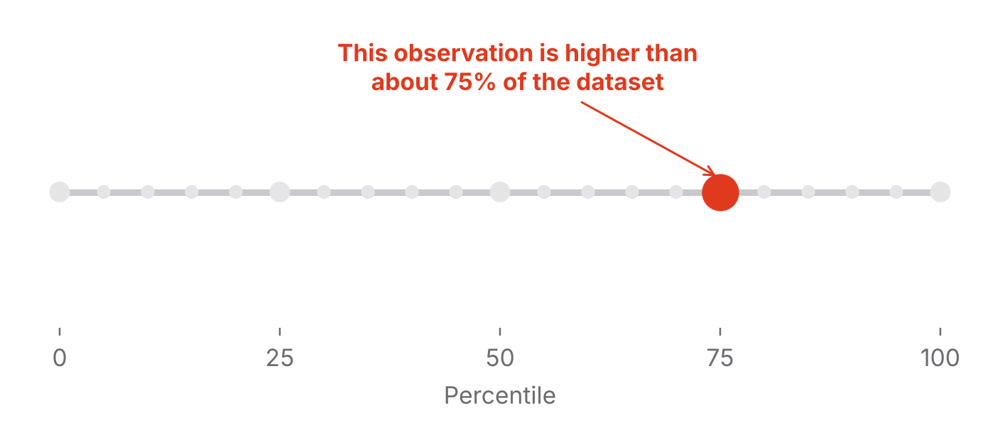 This observation is higher than
about 75% of the dataset
0 25 50 75 100
Percentile